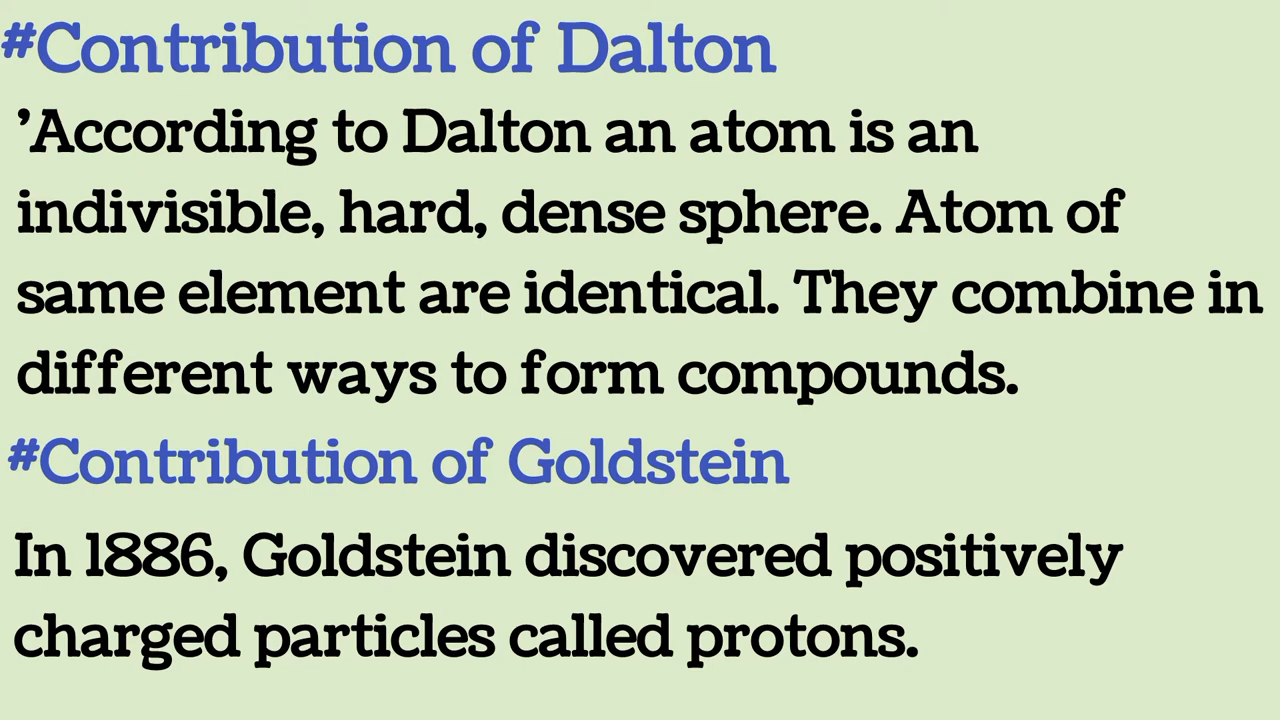 #Contribution of Dalton
’According to Dalton an atom is an
indivisible, hard, dense sphere. Atom of
same element are identical. They combine in
different ways to form compounds.
#Contribution of Goldstein
In 1886, Goldstein discovered positively
charged particles called protons.